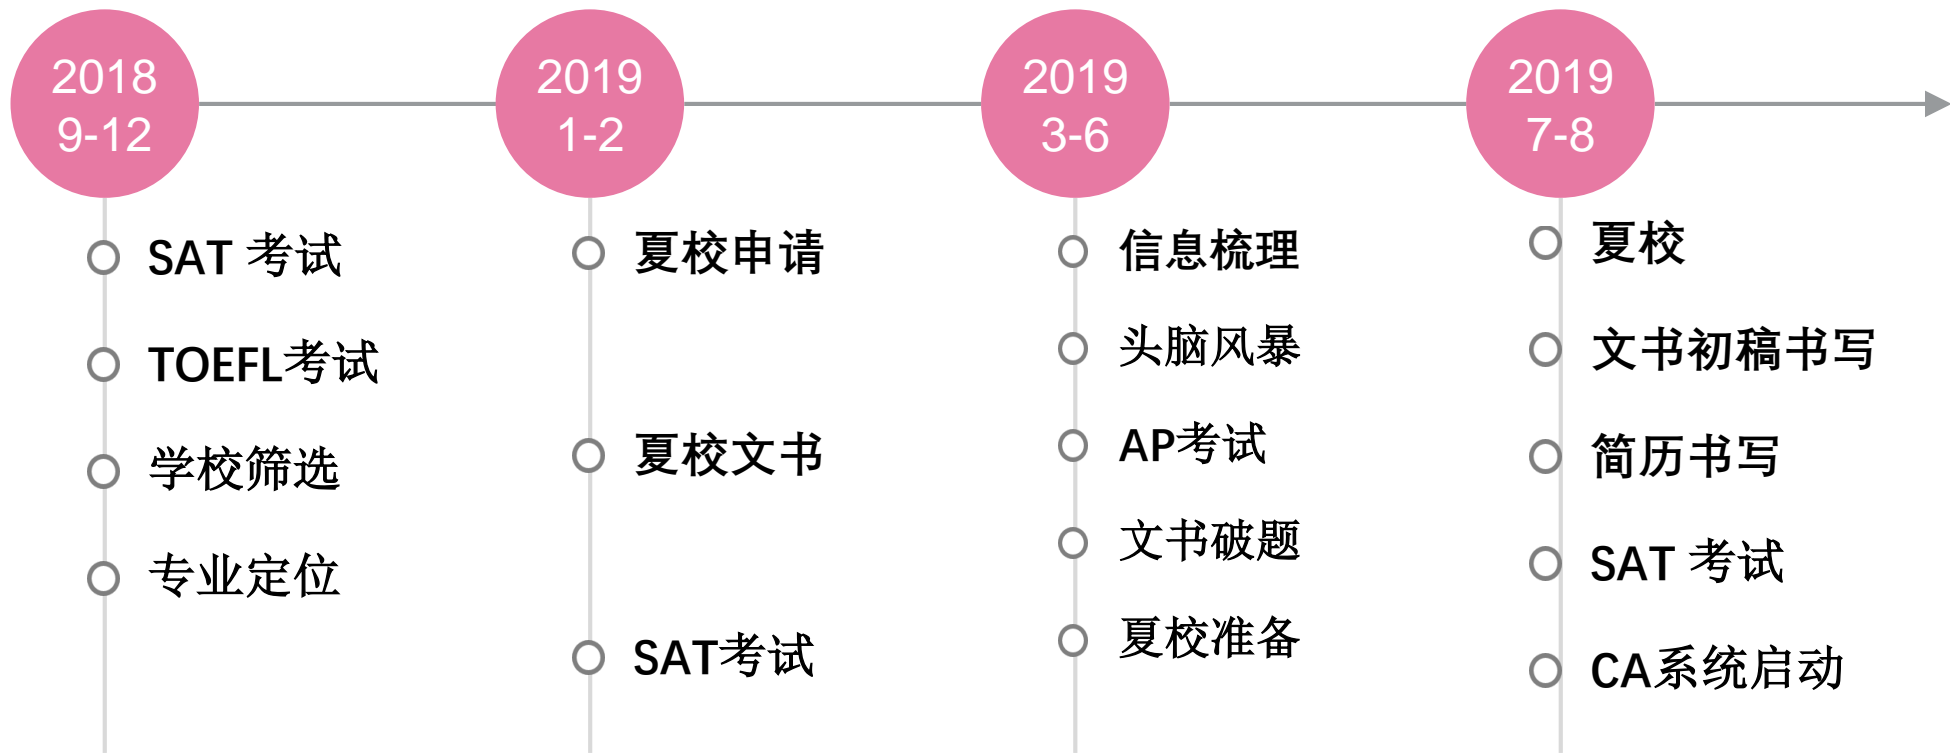 2018
9-12
SAT 考试
TOEFL考试
学校筛选
专业定位
2019
1-2
夏校申请
夏校文书
SAT考试
2019
3-6
信息梳理
头脑风暴
AP考试
文书破题
夏校准备
2019
7-8
夏校
文书初稿书写
简历书写
SAT 考试
CA系统启动